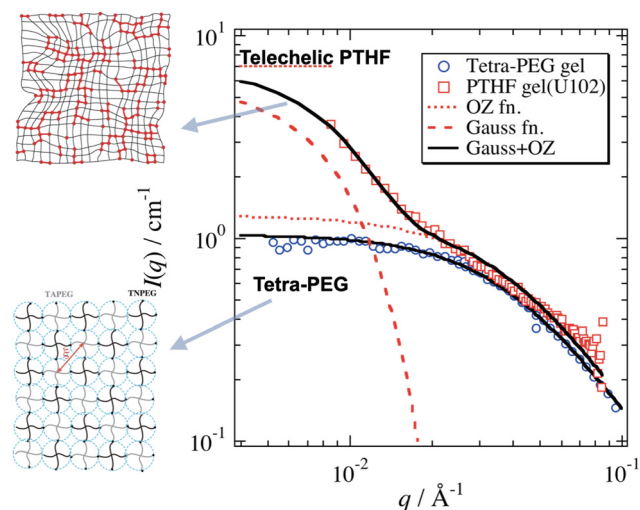 Telechelic PTHF
Tetra-PEG gel
PTHF gel(U102)
OZ fn.
Gauss fn.
Gauss+OZ
Tetra-PEG
TAPEG
TNPEG
I(q) / cm⁻¹
10¹
10⁰
10⁻¹
10⁻²
10⁻¹
q / Å⁻¹